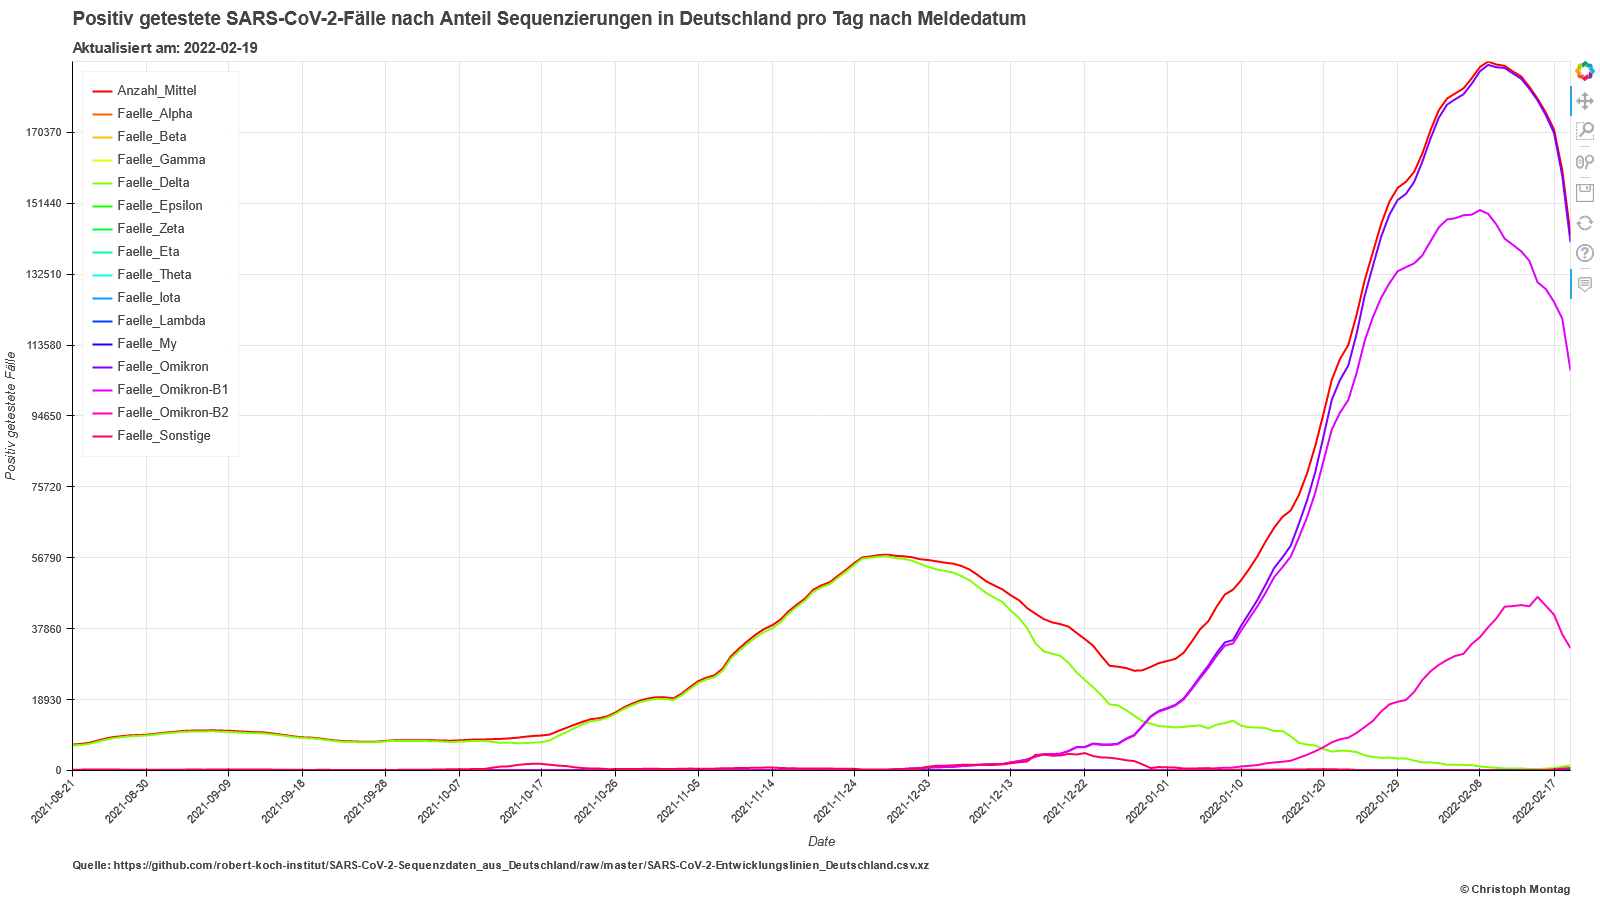 Positiv getestete SARS-CoV-2-Fälle nach Anteil Sequenzierungen in Deutschland pro Tag nach Meldedatum
Aktualisiert am: 2022-02-19
Anzahl_Mittel
Faelle_Alpha
Faelle_Beta
Faelle_Gamma
Faelle_Delta
Faelle_Epsilon
Faelle_Zeta
Faelle_Eta
Faelle_Theta
Faelle_Iota
Faelle_Lambda
Faelle_My
Faelle_Omikron
Faelle_Omikron-B1
Faelle_Omikron-B2
Faelle_Sonstige
Positiv getestete Fälle
170370
151440
132510
113580
94650
75720
56790
37860
18930
0
2021-08-21
2021-08-30
2021-09-09
2021-09-18
2021-09-28
2021-10-07
2021-10-17
2021-10-26
2021-11-05
2021-11-14
2021-11-24
2021-12-03
2021-12-13
2021-12-22
2022-01-01
2022-01-10
2022-01-20
2022-01-29
2022-02-08
2022-02-17
Date
Quelle: https://github.com/robert-koch-institut/SARS-CoV-2-Sequenzdaten_aus_Deutschland/raw/master/SARS-CoV-2-Entwicklungslinien_Deutschland.csv.xz
© Christoph Montag